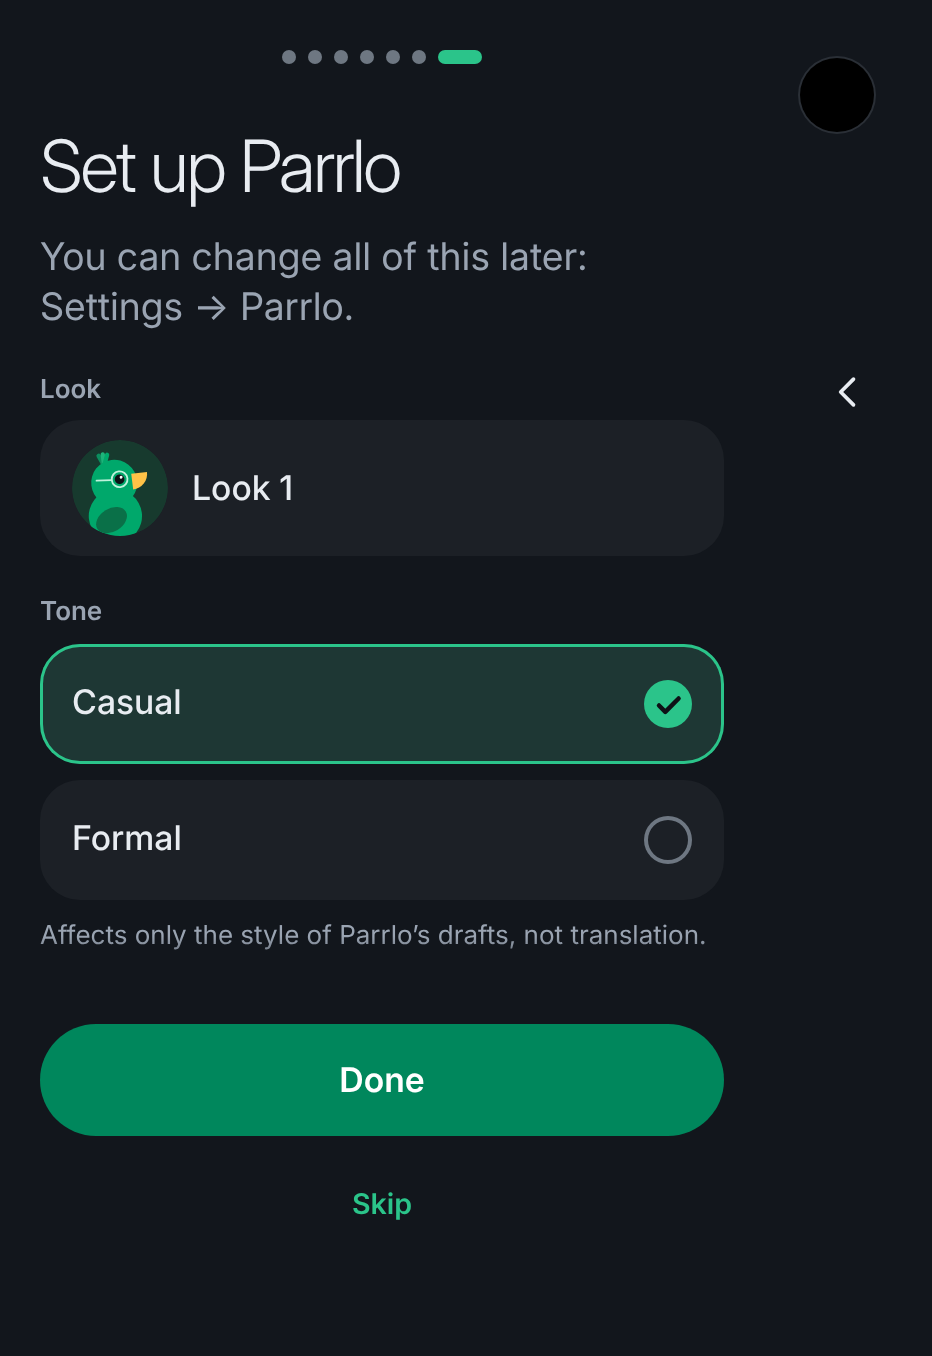 Set up Parrlo
You can change all of this later:
Settings → Parrlo.
Look
Look 1
Tone
Casual
Formal
Affects only the style of Parrlo’s drafts, not translation.
Done
Skip